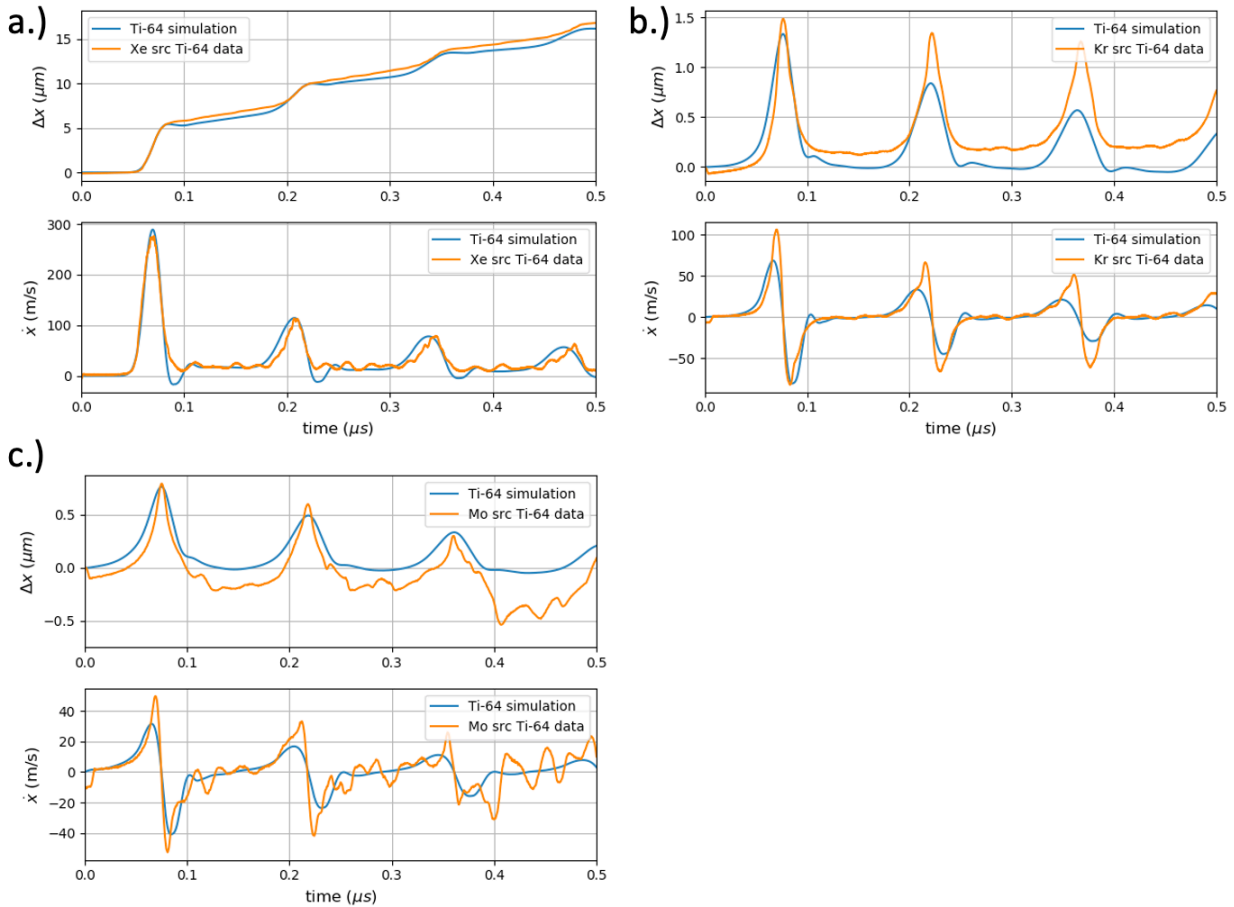 a.)
Δx (μm)
15
10
5
0
Ti-64 simulation
Xe src Ti-64 data
0.0 0.1 0.2 0.3 0.4 0.5
ẋ (m/s)
300
200
100
0
Ti-64 simulation
Xe src Ti-64 data
0.0 0.1 0.2 0.3 0.4 0.5
time (μs)
b.)
Δx (μm)
1.5
1.0
0.5
0.0
Ti-64 simulation
Kr src Ti-64 data
0.0 0.1 0.2 0.3 0.4 0.5
ẋ (m/s)
100
50
0
−50
Ti-64 simulation
Kr src Ti-64 data
0.0 0.1 0.2 0.3 0.4 0.5
time (μs)
c.)
Δx (μm)
0.5
0.0
−0.5
Ti-64 simulation
Mo src Ti-64 data
0.0 0.1 0.2 0.3 0.4 0.5
ẋ (m/s)
40
20
0
−20
−40
Ti-64 simulation
Mo src Ti-64 data
0.0 0.1 0.2 0.3 0.4 0.5
time (μs)